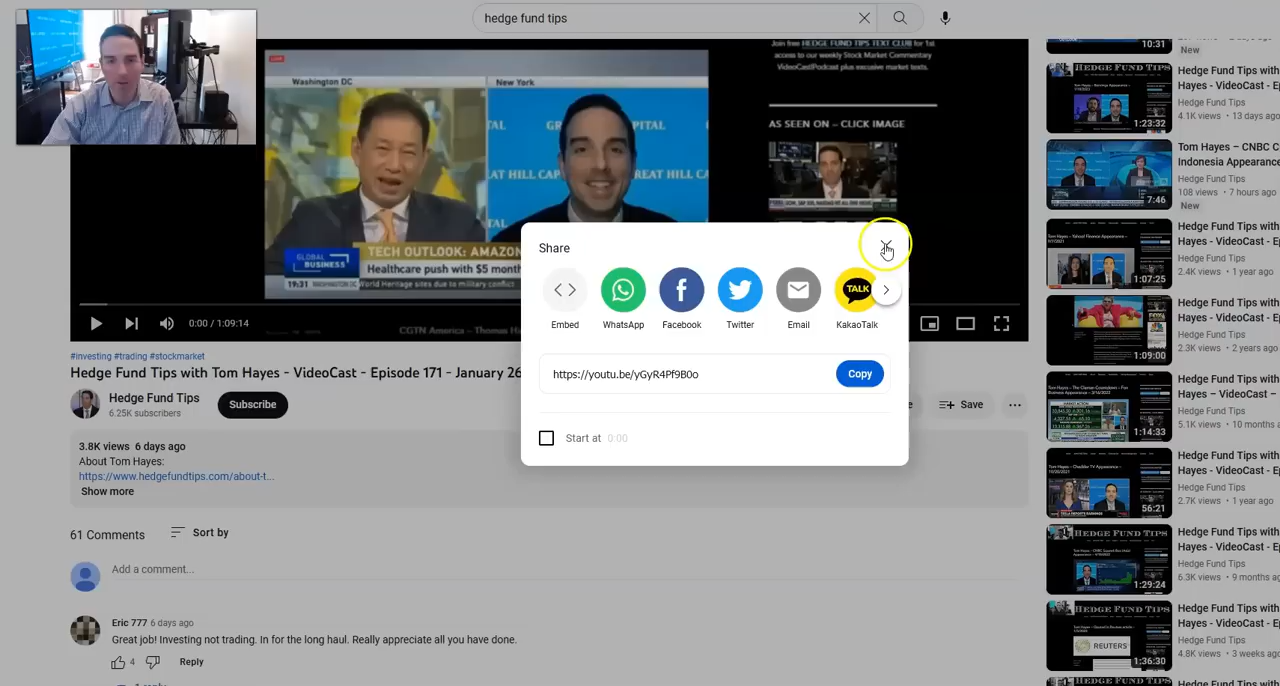 hedge fund tips
Join free HEDGE FUND TIPS TEXT CLUB for 1st
access to our weekly Stock Market Commentary
VideoCast/Podcast plus exclusive market texts.
AS SEEN ON – CLICK IMAGE
Washington DC
New York
GLOBAL
BUSINESS
TECH OUTLOOK: AMAZON
Healthcare push with $5 mont
19:31
World Heritage sites due to military conflict
CGTN America – Thomas Ha
0:00 / 1:09:14
Share
Embed
WhatsApp
Facebook
Twitter
Email
TALK
KakaoTalk
Copy
Start at 0:00
#investing #trading #stockmarket
Hedge Fund Tips with Tom Hayes - VideoCast - Episode 171 - January 26
Hedge Fund Tips
6.25K subscribers
Subscribe
Save
3.8K views 6 days ago
About Tom Hayes:
https://www.hedgefundtips.com/about-t...
Show more
61 Comments
Sort by
Add a comment...
Eric 777 6 days ago
Great job! Investing not trading. In for the long haul. Really like what you have done.
4
Reply
10:31
New
Hedge Fund Tips with
Hayes - VideoCast - Ep
Hedge Fund Tips
4.1K views • 13 days ago
1:23:32
Tom Hayes – CNBC C
Indonesia Appearance
Hedge Fund Tips
108 views • 7 hours ago
New
7:46
Hedge Fund Tips with
Hayes - VideoCast - E
Hedge Fund Tips
2.4K views • 1 year ago
1:07:25
Hedge Fund Tips with
Hayes - VideoCast - E
Hedge Fund Tips
2.3K views • 2 years ago
1:09:00
Hedge Fund Tips with
Hayes – VideoCast –
Hedge Fund Tips
5.1K views • 10 months a
1:14:33
Hedge Fund Tips with
Hayes - VideoCast - E
Hedge Fund Tips
2.7K views • 1 year ago
56:21
HEDGE FUND TIPS
Hedge Fund Tips with
Hayes - VideoCast - E
Hedge Fund Tips
6.3K views • 9 months ag
1:29:24
HEDGE FUND TIPS
REUTERS
Hedge Fund Tips with
Hayes - VideoCast - E
Hedge Fund Tips
4.8K views • 3 weeks ago
1:36:30
Hedge Fund Tips with